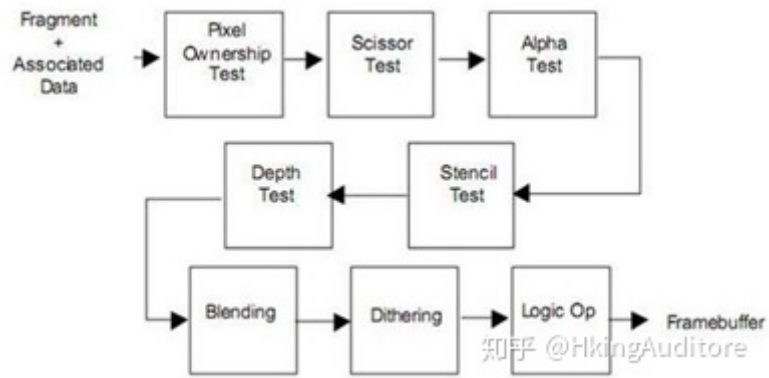 Fragment
+
Associated
Data
Pixel
Ownership
Test
Scissor
Test
Alpha
Test
Depth
Test
Stencil
Test
Blending
Dithering
Logic Op
Framebuffer
知乎 @HkingAuditore